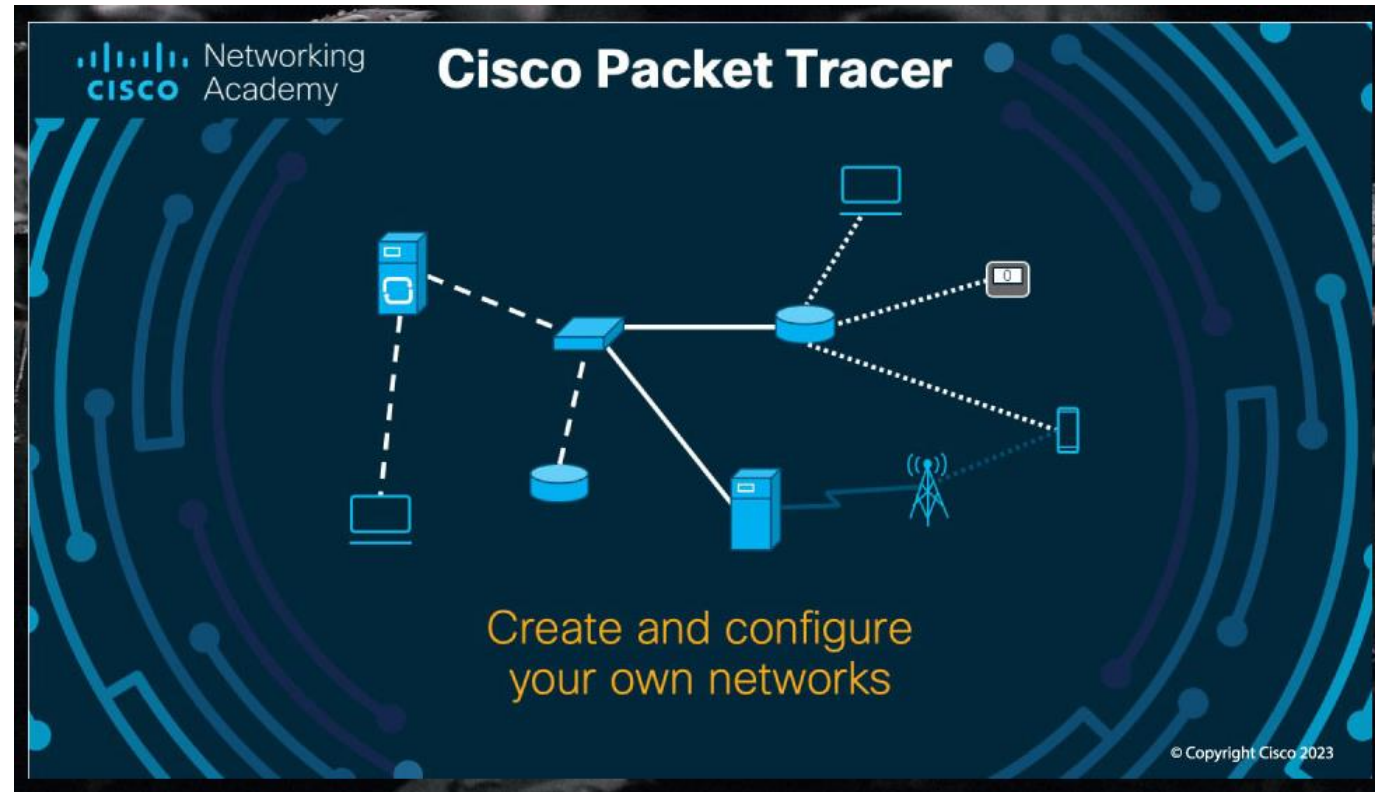 Networking
CISCO Academy
Cisco Packet Tracer
0
Create and configure
your own networks
© Copyright Cisco 2023